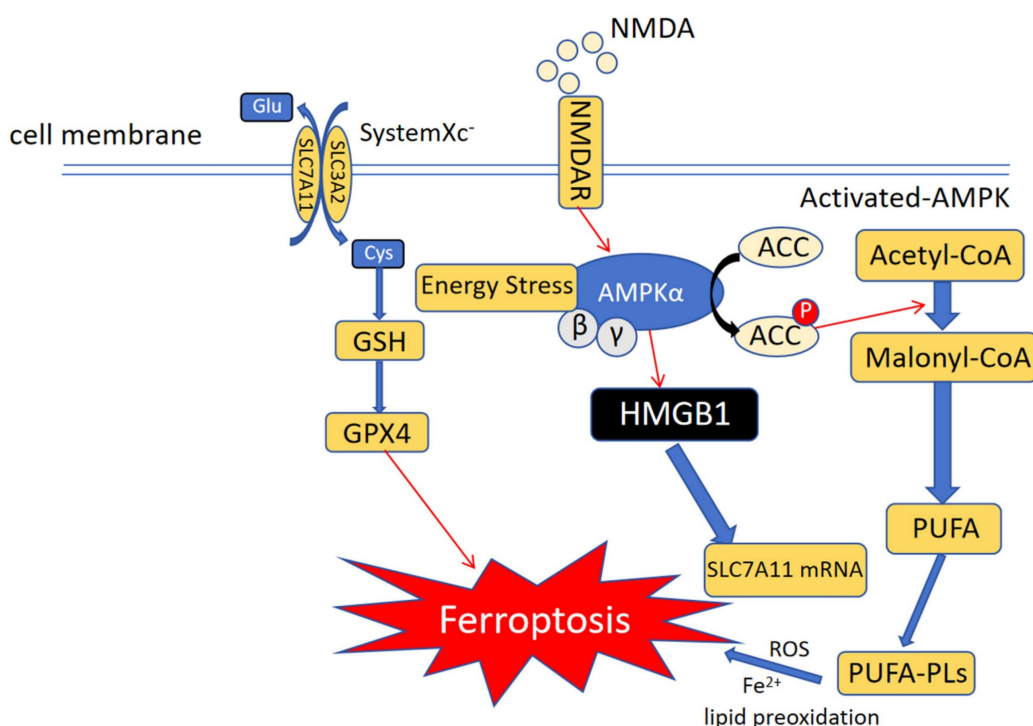 NMDA
Glu
cell membrane
SystemXc⁻
SLC7A11
SLC3A2
NMDAR
Activated-AMPK
Cys
Energy Stress
AMPKα
β
γ
ACC
ACC
P
Acetyl-CoA
GSH
Malonyl-CoA
HMGB1
GPX4
PUFA
SLC7A11 mRNA
Ferroptosis
ROS
Fe²⁺
PUFA-PLs
lipid preoxidation